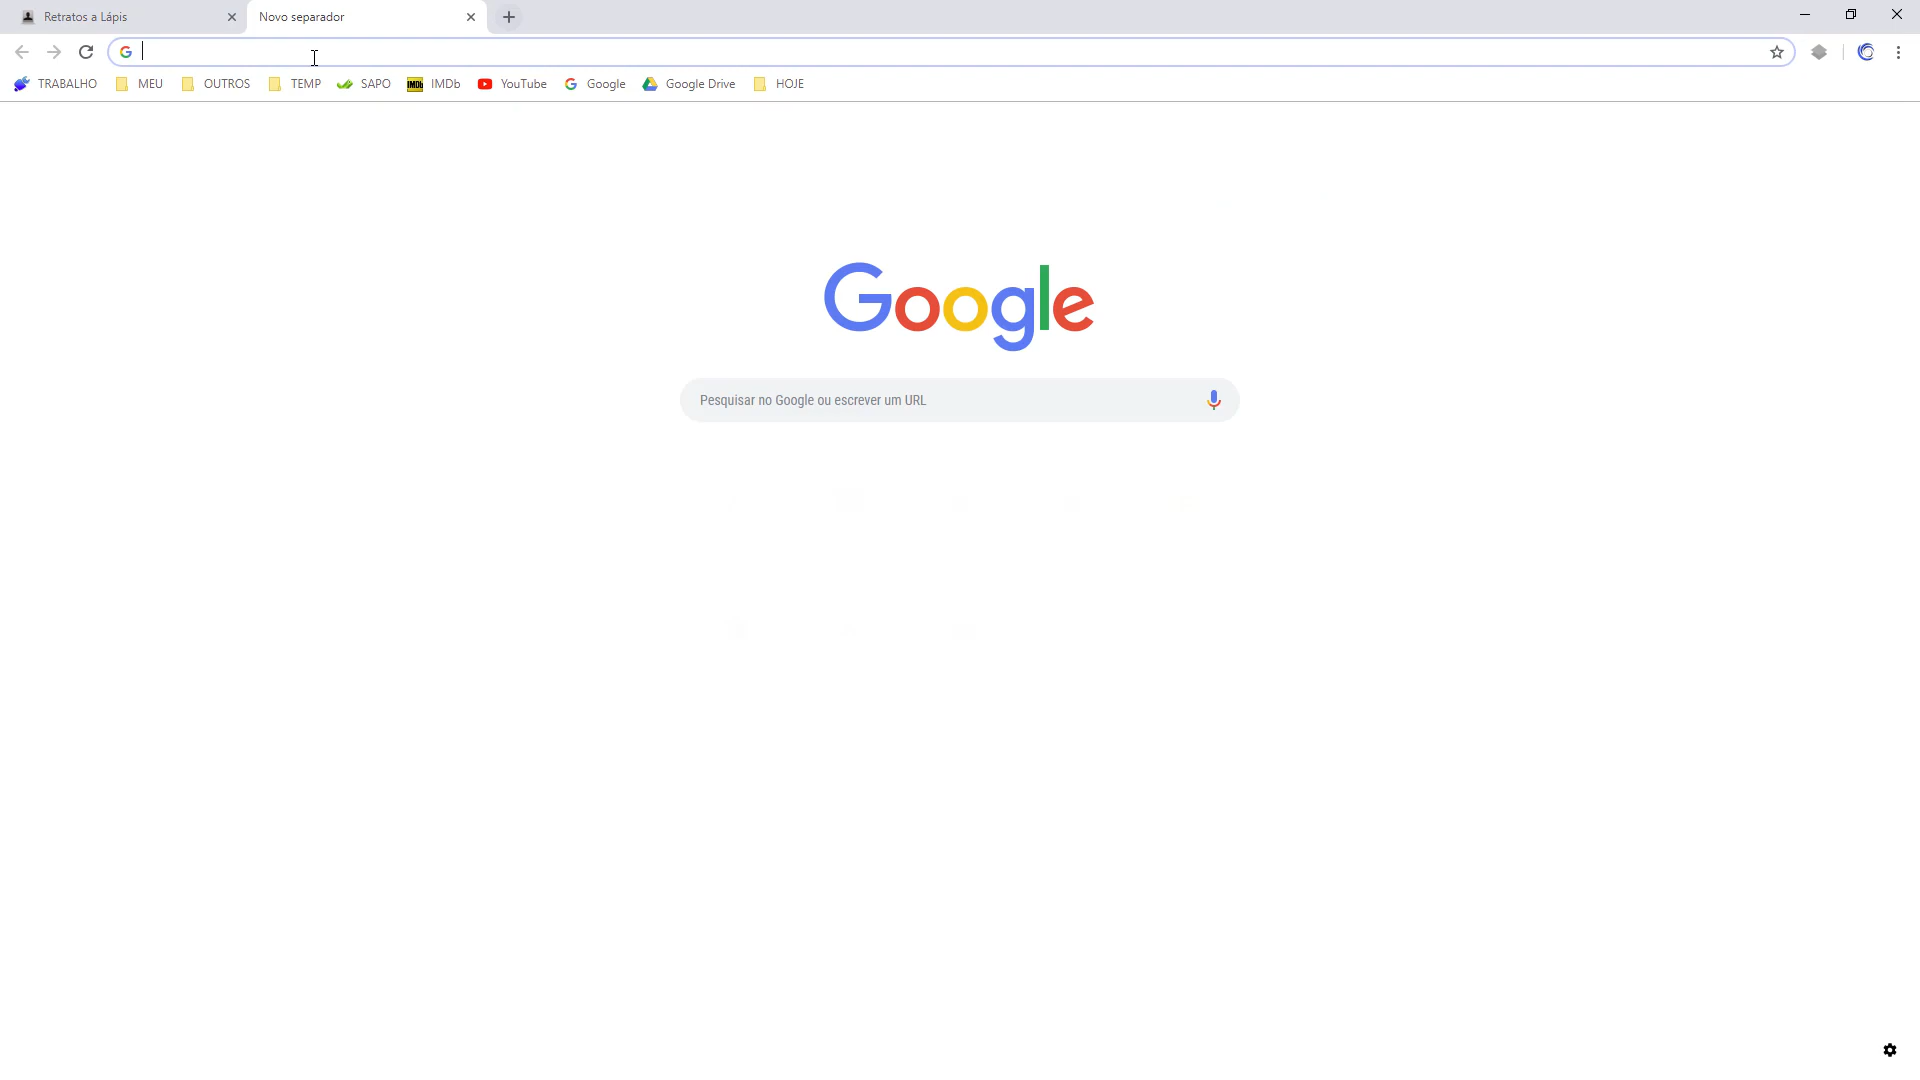 Retratos a Lápis
Novo separador
TRABALHO MEU OUTROS TEMP SAPO IMDb IMDb YouTube Google Google Drive HOJE
Google
Pesquisar no Google ou escrever um URL